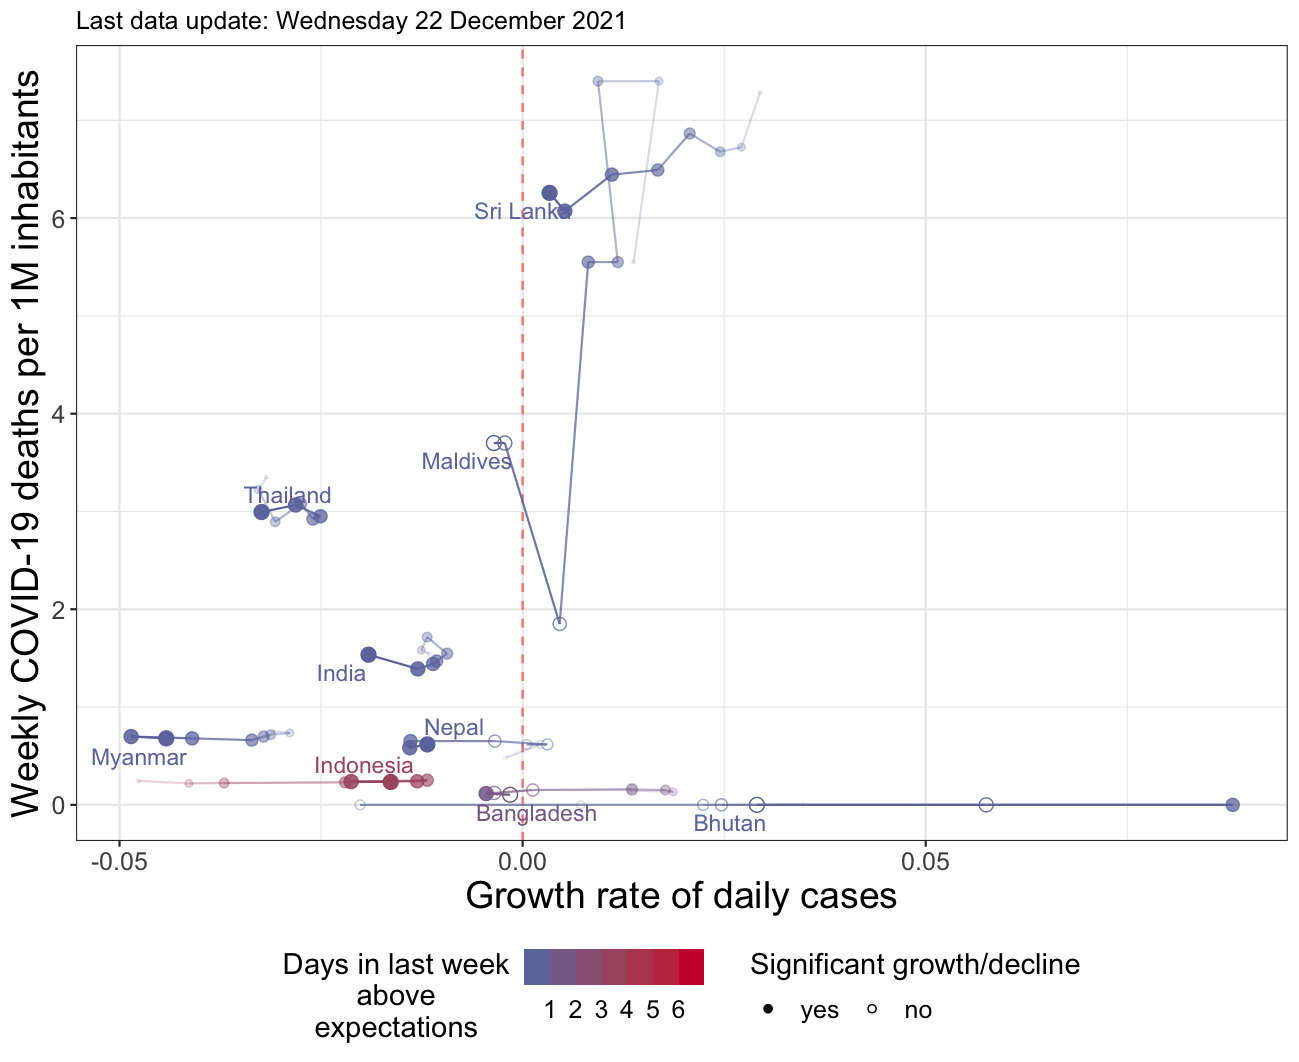 Last data update: Wednesday 22 December 2021
Weekly COVID-19 deaths per 1M inhabitants
6
4
2
0
Sri Lanka
Maldives
Thailand
India
Nepal
Myanmar
Indonesia
Bangladesh
Bhutan
-0.05 0.00 0.05
Growth rate of daily cases
Days in last week
above
expectations
1 2 3 4 5 6
Significant growth/decline
yes no